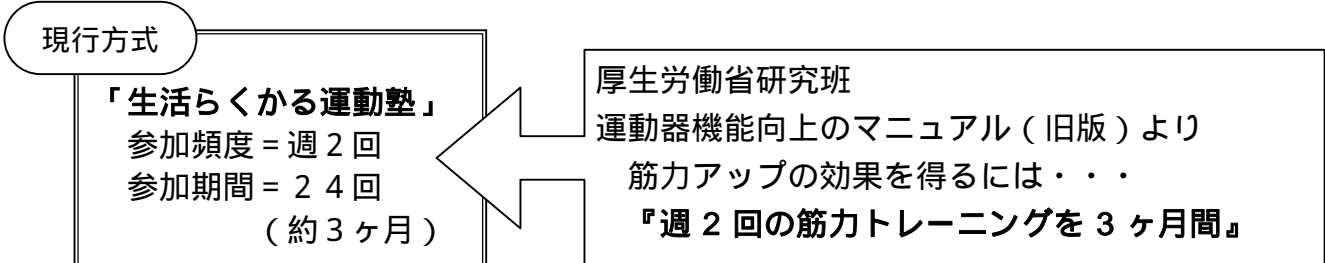 現行方式
「生活らくかる運動塾」
参加頻度＝週２回
参加期間＝２４回
（約３ヶ月）
厚生労働省研究班
運動器機能向上のマニュアル（旧版）より
筋力アップの効果を得るには・・・
『週２回の筋力トレーニングを３ヶ月間』